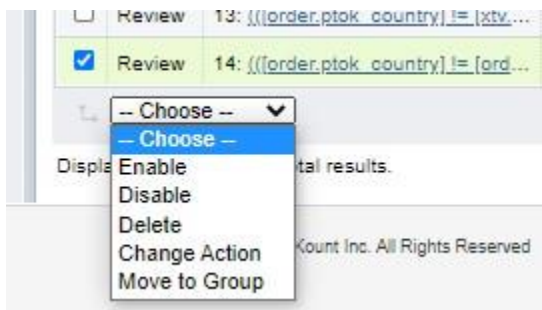 Review 13: (([order.ptok_country] != [xtv....
Review 14: (([order.ptok_country] != [ord...
-- Choose --
-- Choose --
Enable
Displa tal results.
Disable
Delete
Change Action
Kount Inc. All Rights Reserved
Move to Group